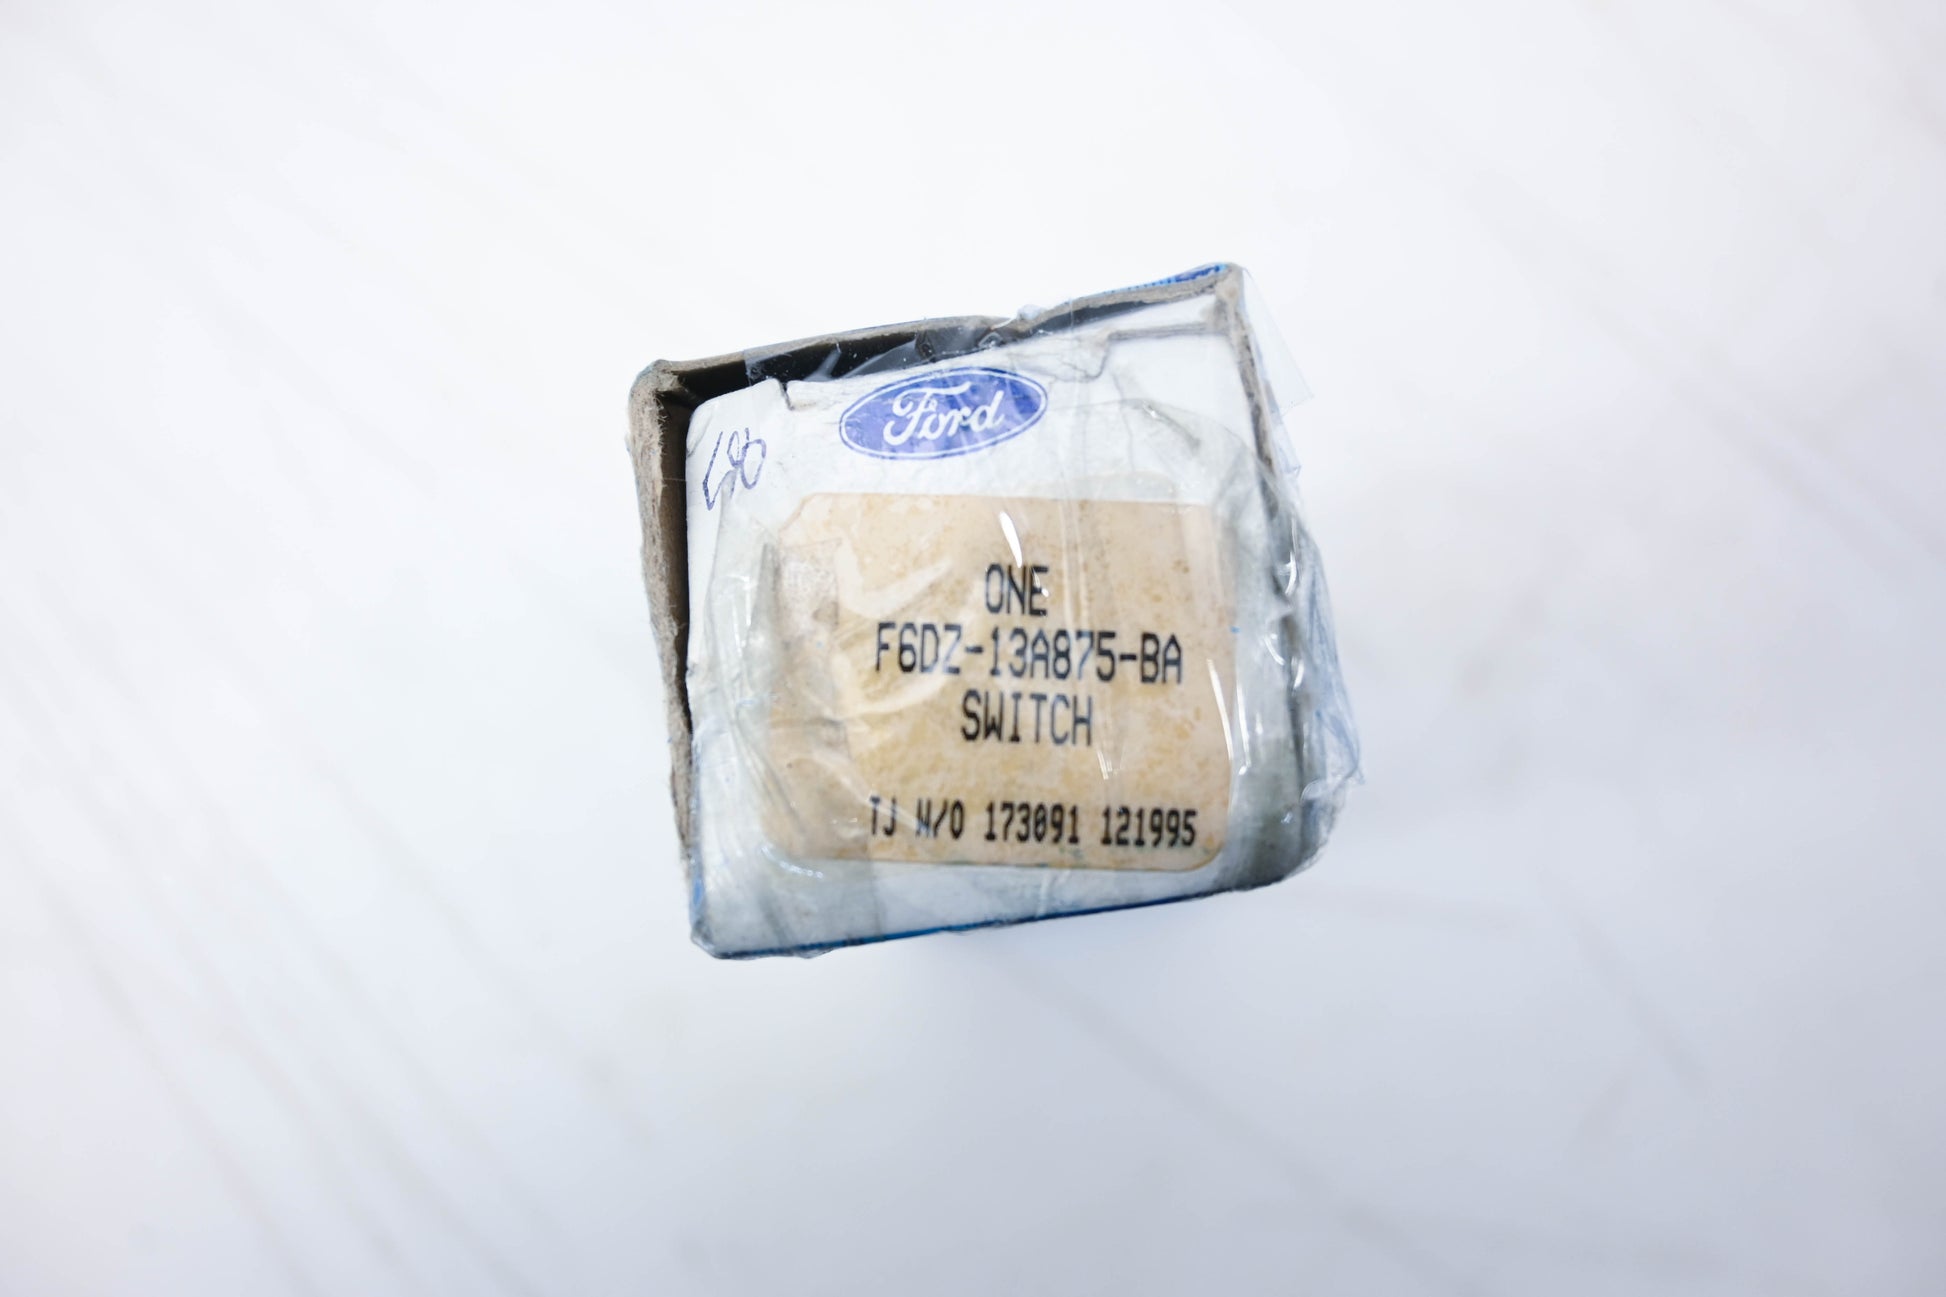 Ford
ONE
F6DZ-13A875-BA
SWITCH
TJ W/O 173091 121995